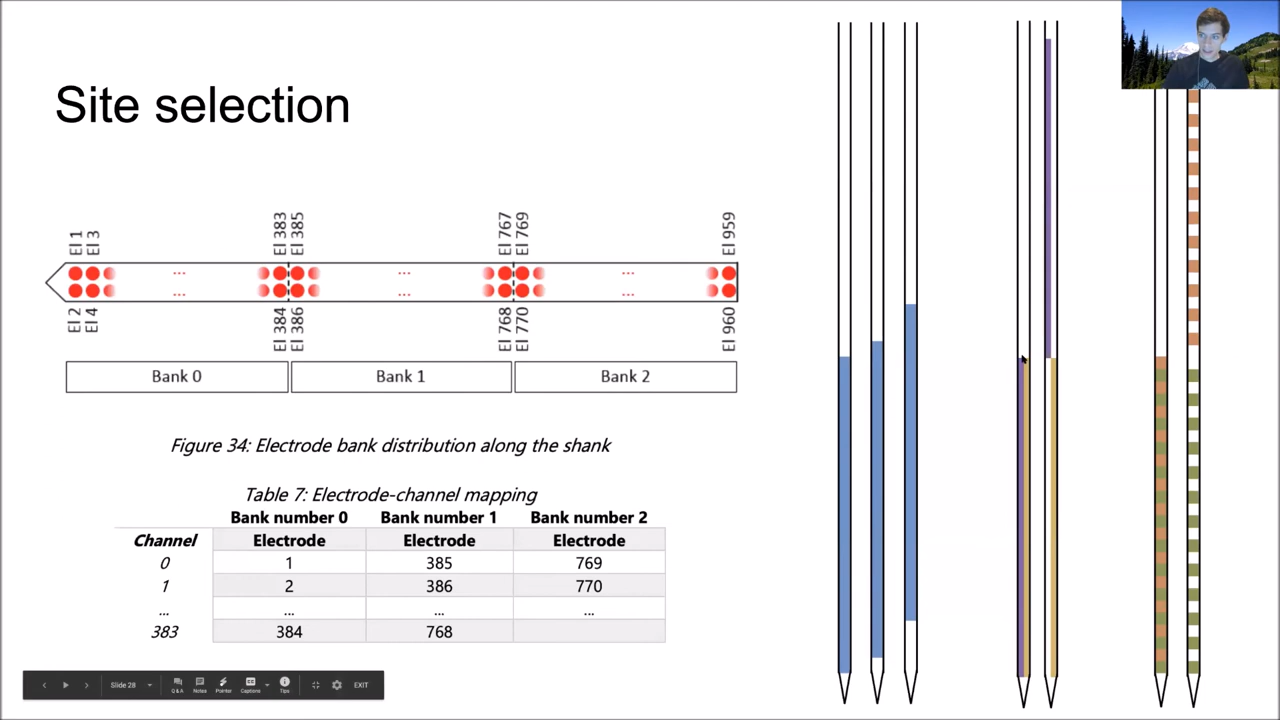 Site selection
El 1
El 3
El 383
El 385
El 767
El 769
El 959
...
...
...
...
...
...
El 2
El 4
El 384
El 386
El 768
El 770
El 960
Bank 0
Bank 1
Bank 2
Figure 34: Electrode bank distribution along the shank
Table 7: Electrode-channel mapping
Bank number 0 Bank number 1 Bank number 2
Channel Electrode Electrode Electrode
0 1 385 769
1 2 386 770
... ... ... ...
383 384 768
Slide 28
Q & A
Notes
Pointer
Captions
Tips
EXIT